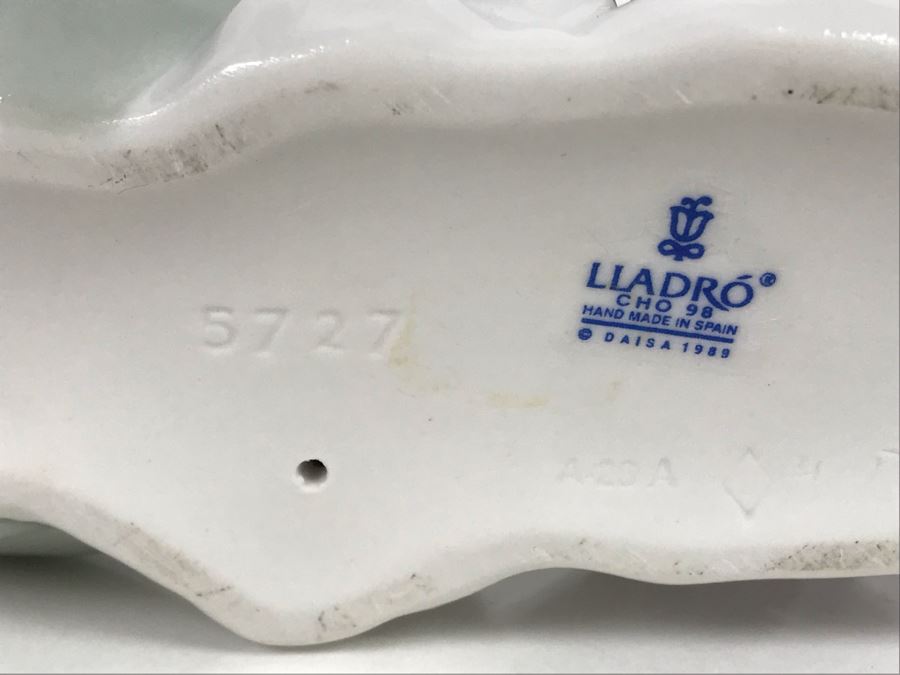 LLADRÓ®
CHO 98
HAND MADE IN SPAIN
© DAISA 1989
5727